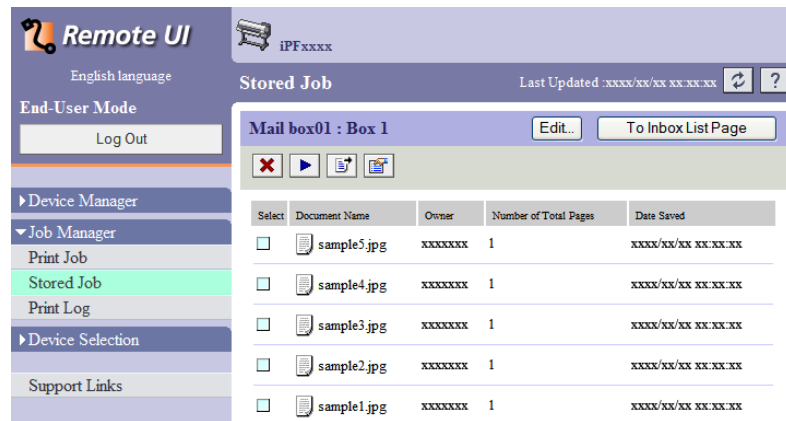 Remote UI
English language
End-User Mode
Log Out
Device Manager
Job Manager
Print Job
Stored Job
Print Log
Device Selection
Support Links
iPFxxxx
Stored Job Last Updated :xxxx/xx/xx xx:xx:xx ?
Mail box01 : Box 1 Edit... To Inbox List Page
Select Document Name Owner Number of Total Pages Date Saved
sample5.jpg xxxxxxx 1 xxxx/xx/xx xx:xx:xx
sample4.jpg xxxxxxx 1 xxxx/xx/xx xx:xx:xx
sample3.jpg xxxxxxx 1 xxxx/xx/xx xx:xx:xx
sample2.jpg xxxxxxx 1 xxxx/xx/xx xx:xx:xx
sample1.jpg xxxxxxx 1 xxxx/xx/xx xx:xx:xx